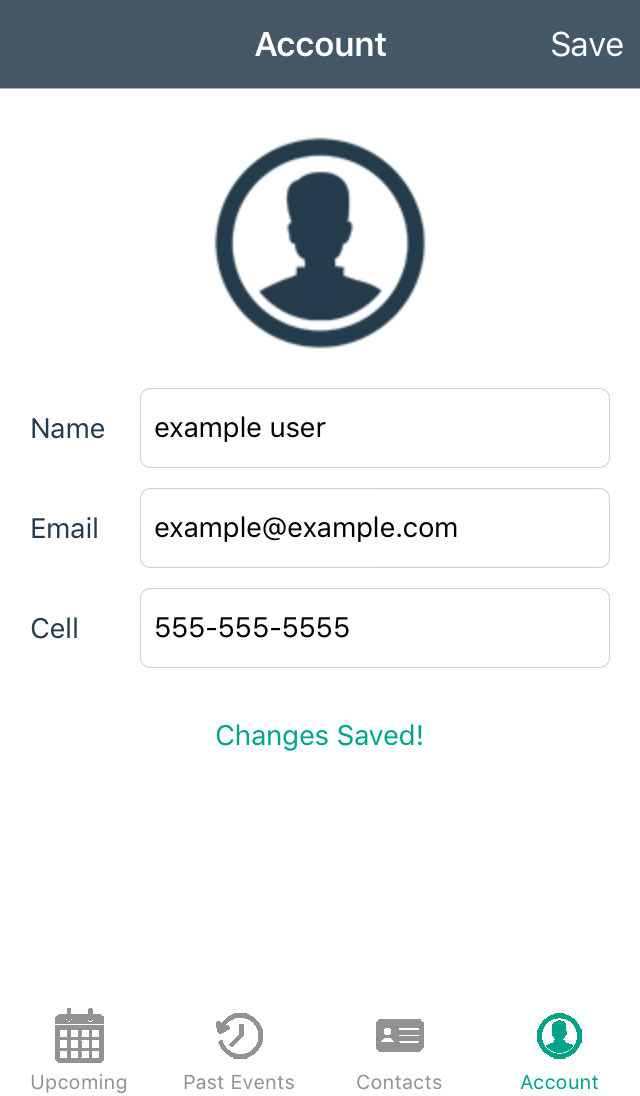 Account Save
Name example user
Email example@example.com
Cell 555-555-5555
Changes Saved!
Upcoming Past Events Contacts Account